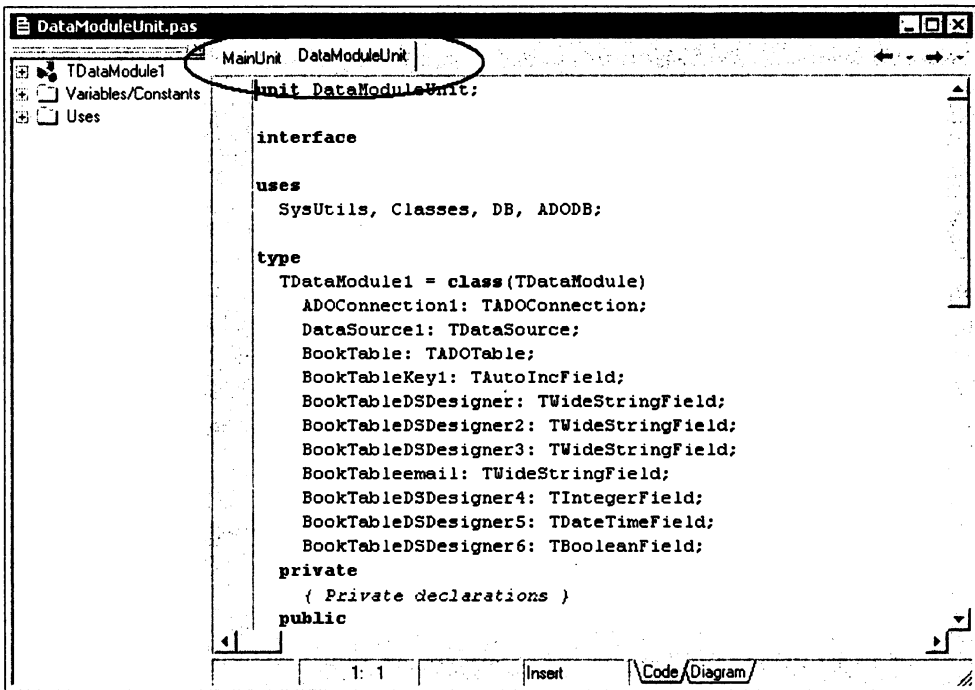 DataModuleUnit.pas
TDataModule1
Variables/Constants
Uses
MainUnit DataModuleUnit
unit DataModuleUnit;
interface
uses
SysUtils, Classes, DB, ADODB;
type
TDataModule1 = class(TDataModule)
ADOConnection1: TADOConnection;
DataSource1: TDataSource;
BookTable: TADOTable;
BookTableKey1: TAutoIncField;
BookTableDSDesigner: TWideStringField;
BookTableDSDesigner2: TWideStringField;
BookTableDSDesigner3: TWideStringField;
BookTableemail: TWideStringField;
BookTableDSDesigner4: TIntegerField;
BookTableDSDesigner5: TDateTimeField;
BookTableDSDesigner6: TBooleanField;
private
{ Private declarations }
public
1: 1 Insert Code Diagram